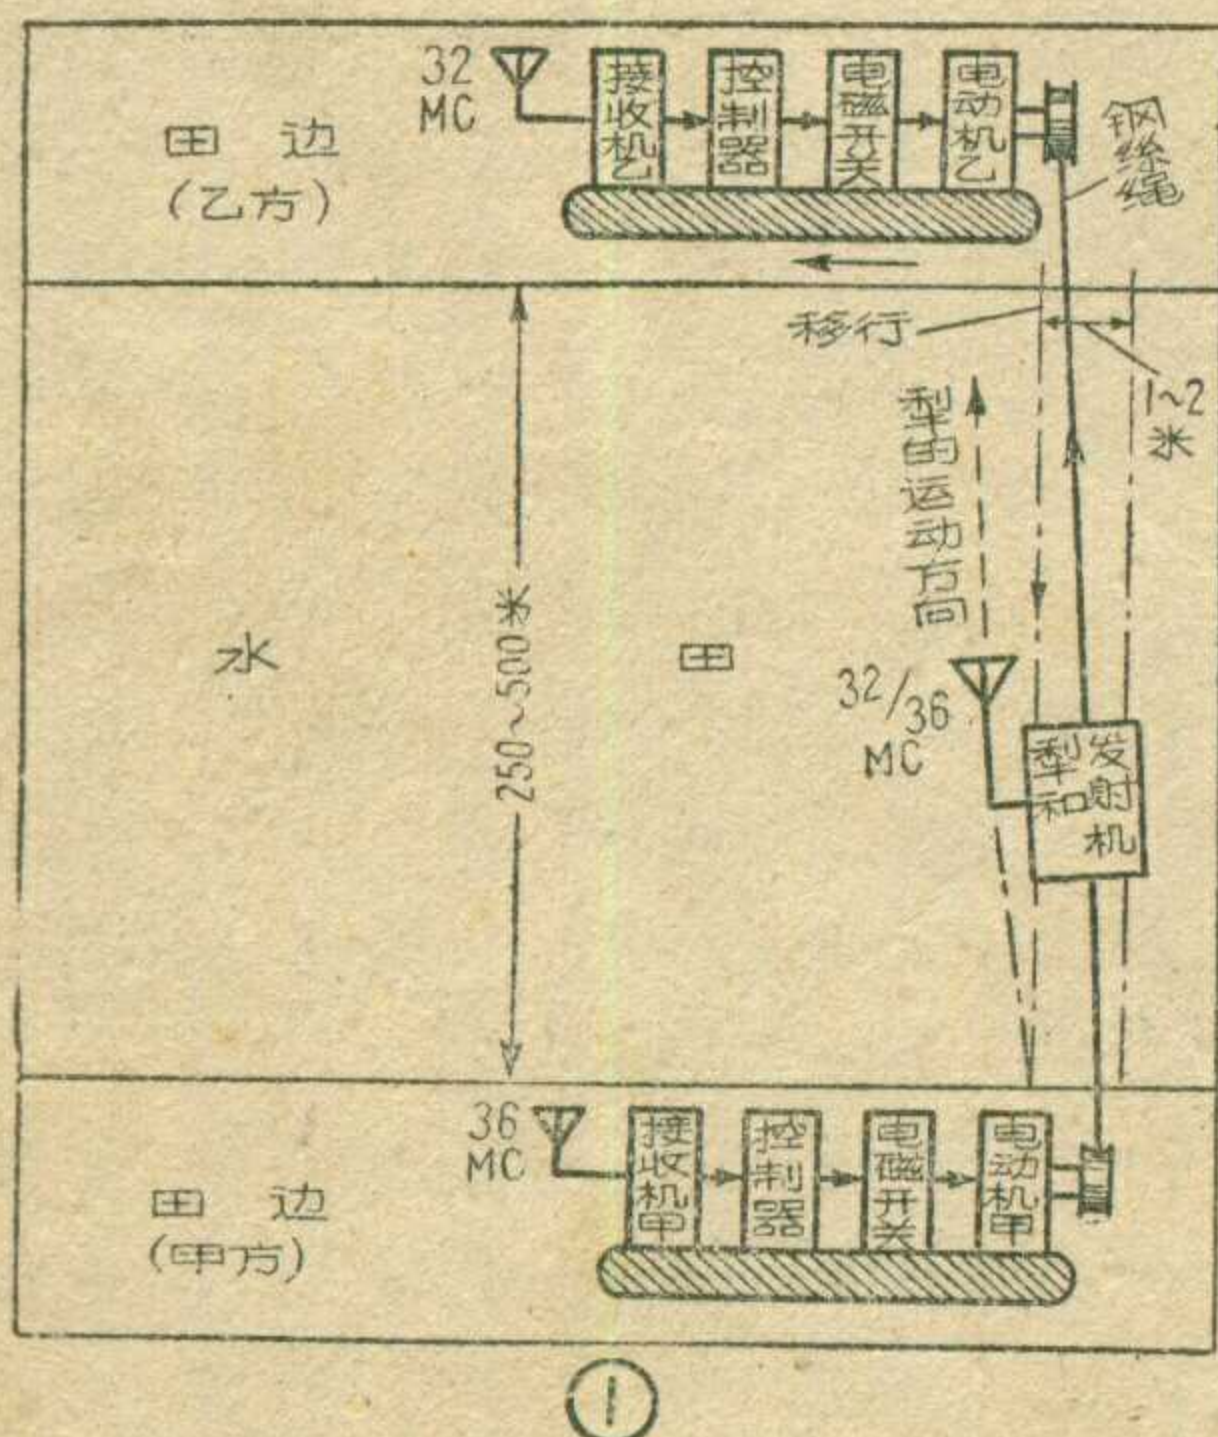 32
MC
接收机乙
控制器
电磁开关
电动机乙
钢丝绳
田 边
(乙方)
移行
1~2
米
犁的运动方向
250~500米
水
田
32/36
MC
犁和
发射机
36
MC
接收机甲
控制器
电磁开关
电动机甲
田 边
(甲方)
1